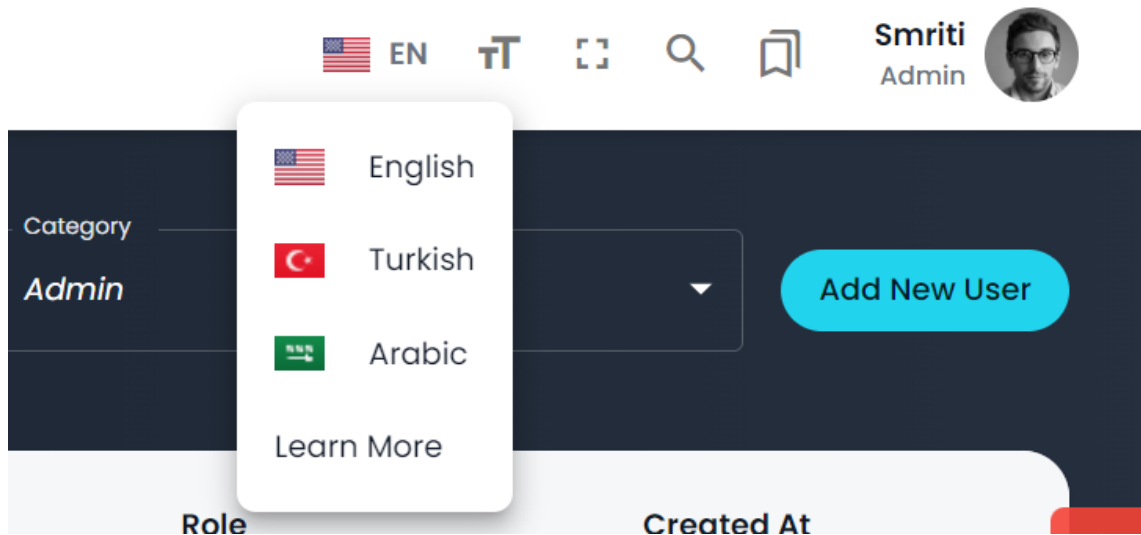 EN
Smriti
Admin
English
Turkish
Arabic
Learn More
Category
Admin
Add New User
Role
Created At